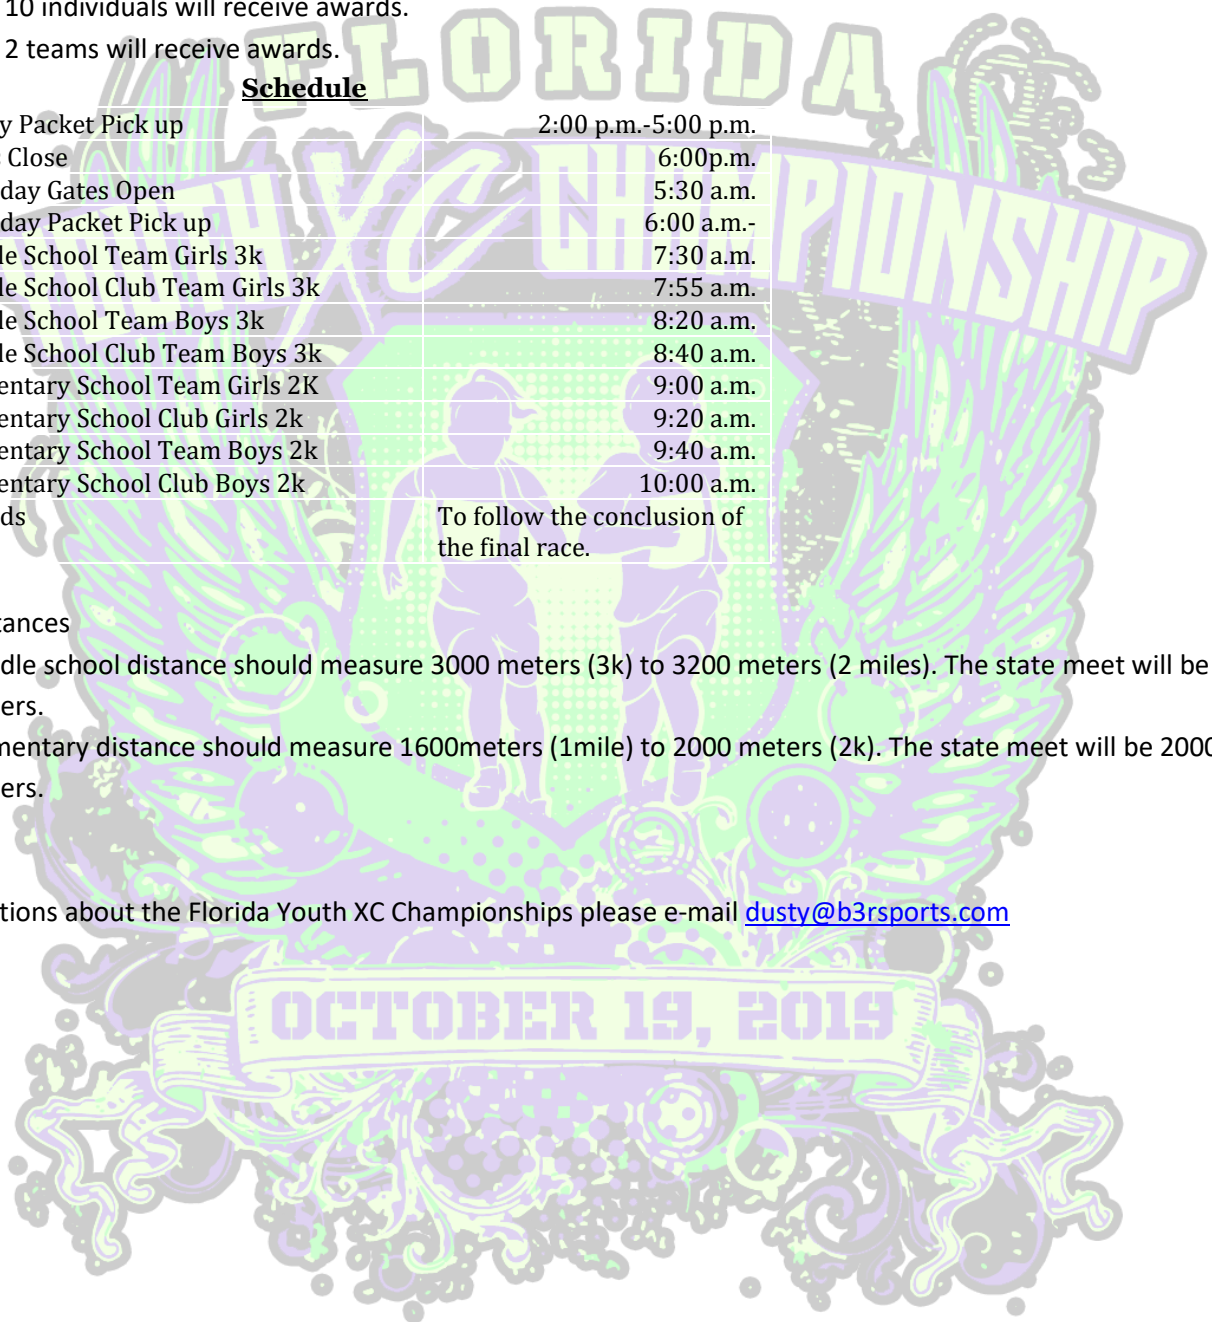 10 individuals will receive awards.
2 teams will receive awards.
FLORIDA
YOUTH XC CHAMPIONSHIP
Schedule
y Packet Pick up 2:00 p.m.-5:00 p.m.
s Close 6:00p.m.
day Gates Open 5:30 a.m.
day Packet Pick up 6:00 a.m.-
le School Team Girls 3k 7:30 a.m.
le School Club Team Girls 3k 7:55 a.m.
le School Team Boys 3k 8:20 a.m.
le School Club Team Boys 3k 8:40 a.m.
entary School Team Girls 2K 9:00 a.m.
entary School Club Girls 2k 9:20 a.m.
entary School Team Boys 2k 9:40 a.m.
entary School Club Boys 2k 10:00 a.m.
ds To follow the conclusion of
the final race.
tances
dle school distance should measure 3000 meters (3k) to 3200 meters (2 miles). The state meet will be
ers.
mentary distance should measure 1600meters (1mile) to 2000 meters (2k). The state meet will be 2000
ers.
tions about the Florida Youth XC Championships please e-mail dusty@b3rsports.com
OCTOBER 19, 2019